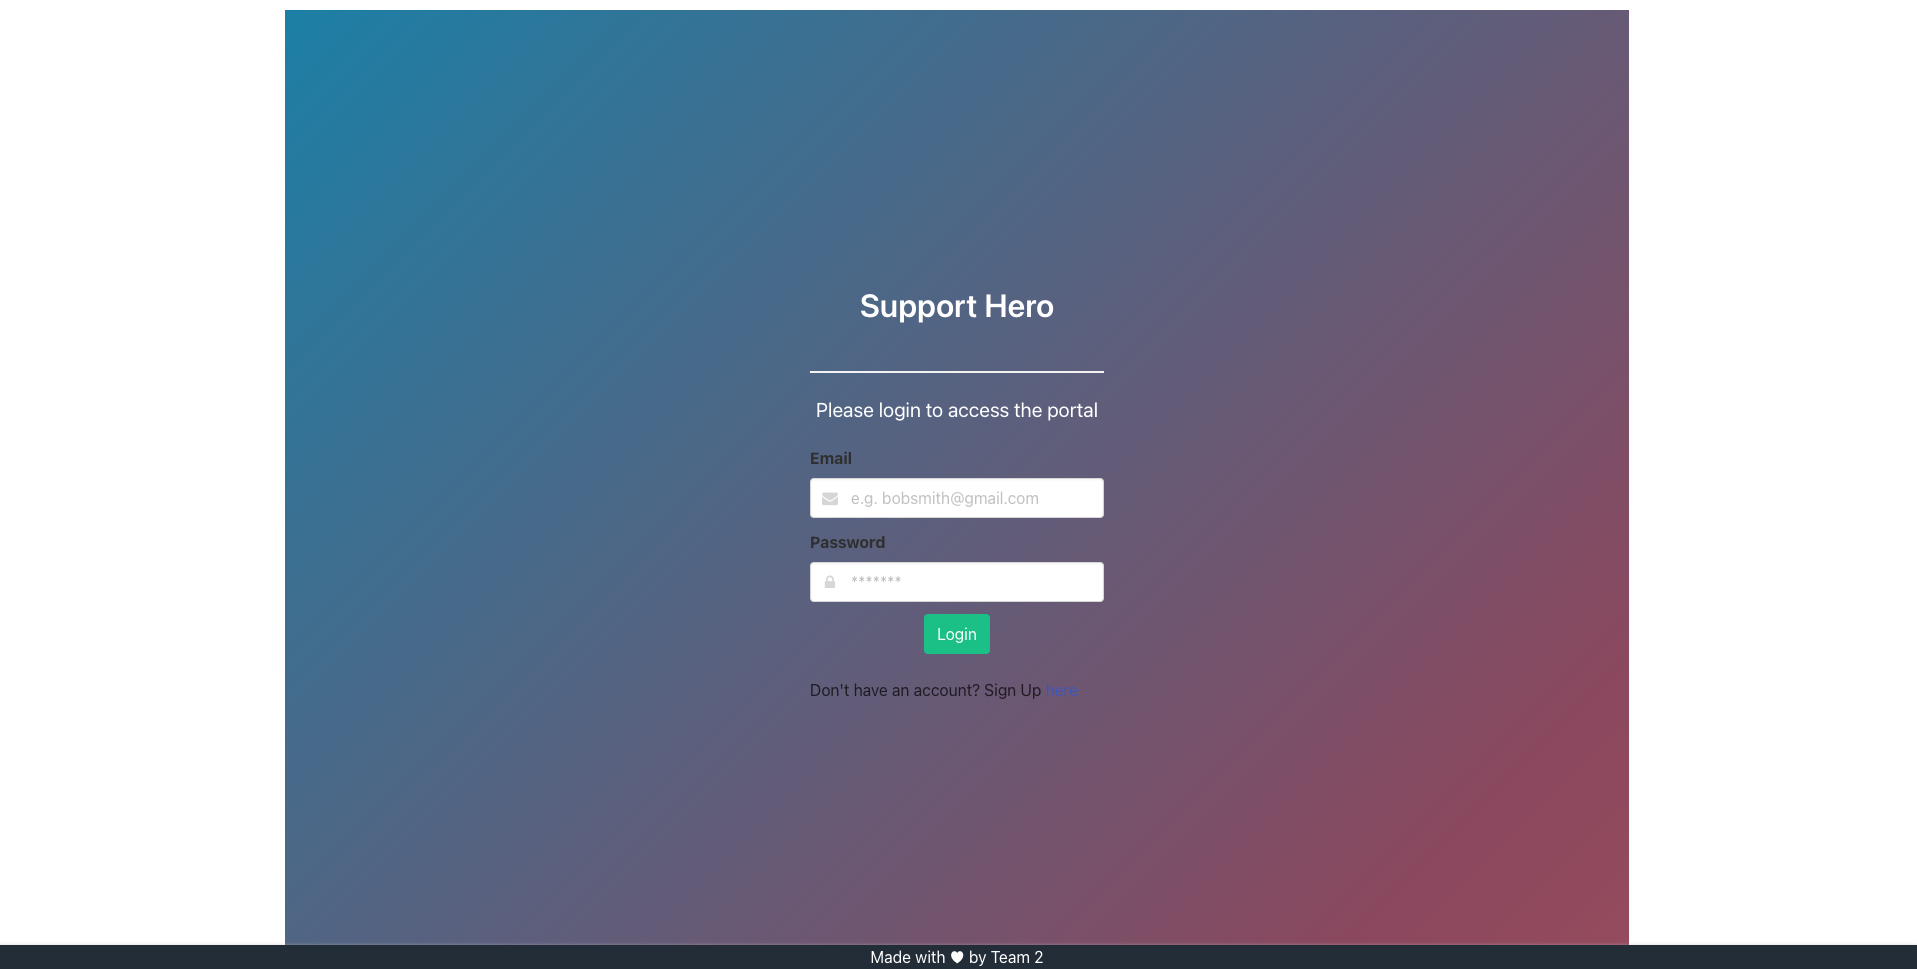 Support Hero
Please login to access the portal
Email
e.g. bobsmith@gmail.com
Password
*******
Login
Don't have an account? Sign Up here
Made with ♥ by Team 2